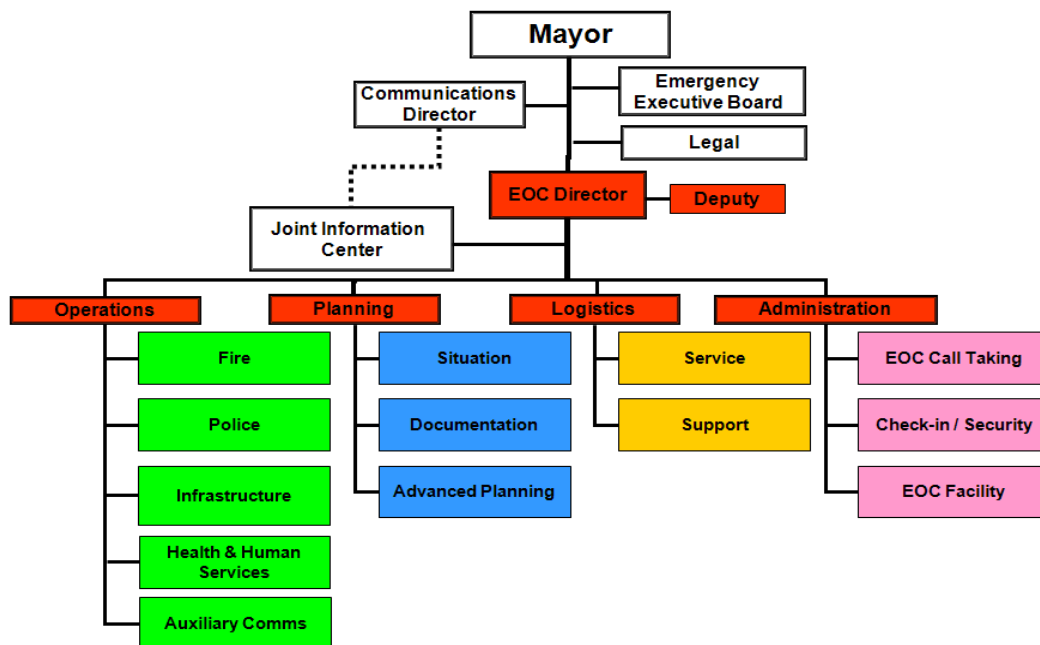 Mayor
Emergency
Executive Board
Communications
Director
Legal
EOC Director
Deputy
Joint Information
Center
Operations
Planning
Logistics
Administration
Fire
Situation
Service
EOC Call Taking
Police
Documentation
Support
Check-in / Security
Infrastructure
Advanced Planning
EOC Facility
Health & Human
Services
Auxiliary Comms